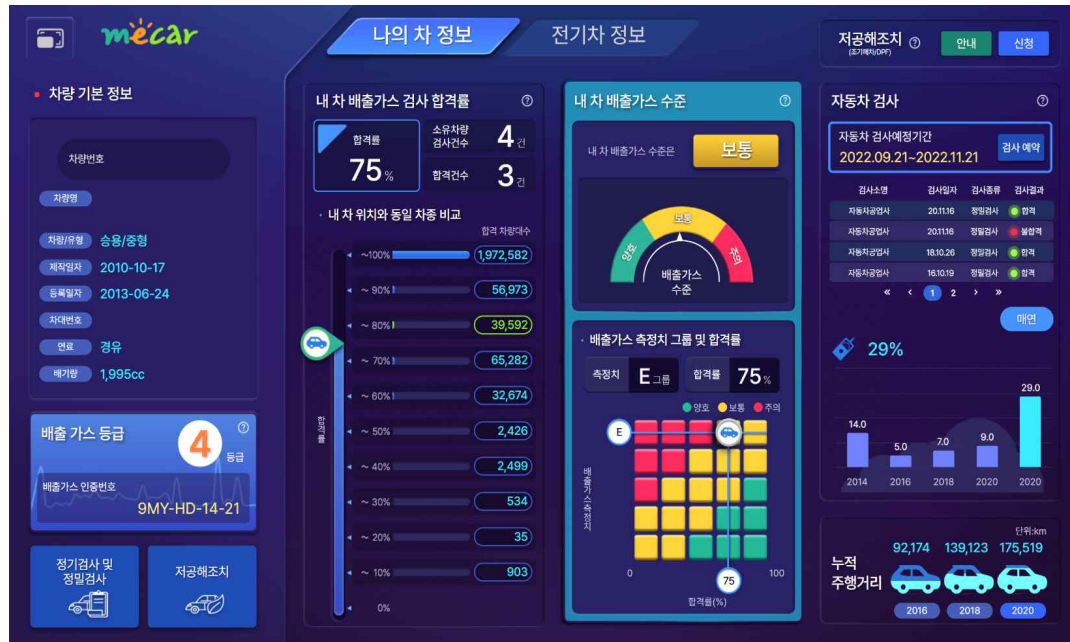 mecar
나의 차 정보
전기차 정보
저공해조치
(조기폐차/DPF)
안내
신청
차량 기본 정보
차량번호
차량명
차량/유형 승용/중형
제작일자 2010-10-17
등록일자 2013-06-24
차대번호
연료 경유
배기량 1,995cc
배출 가스 등급
4
등급
배출가스 인증번호
9MY-HD-14-21
정기검사 및
정밀검사
저공해조치
내 차 배출가스 검사 합격률
합격률
75%
소유차량
검사건수
4건
합격건수
3건
내 차 위치와 동일 차종 비교
합격 차량대수
~100% 1,972,582
~ 90% 56,973
~ 80% 39,592
~ 70% 65,282
~ 60% 32,674
~ 50% 2,426
~ 40% 2,499
~ 30% 534
~ 20% 35
~ 10% 903
0%
합격률
내 차 배출가스 수준
내 차 배출가스 수준은
보통
양호
보통
주의
배출가스
수준
배출가스 측정치 그룹 및 합격률
측정치 E그룹
합격률 75%
양호 보통 주의
E
배출가스측정치
0
75
100
합격률(%)
자동차 검사
자동차 검사예정기간
2022.09.21~2022.11.21
검사 예약
검사소명 검사일자 검사종류 검사결과
자동차공업사 20.11.16 정밀검사 합격
자동차공업사 20.11.16 정밀검사 불합격
자동차공업사 18.10.26 정밀검사 합격
자동차공업사 16.10.19 정밀검사 합격
« ‹ 1 2 › »
매연
29%
14.0
5.0
7.0
9.0
29.0
2014 2016 2018 2020 2020
단위:km
92,174 139,123 175,519
누적
주행거리
2016 2018 2020